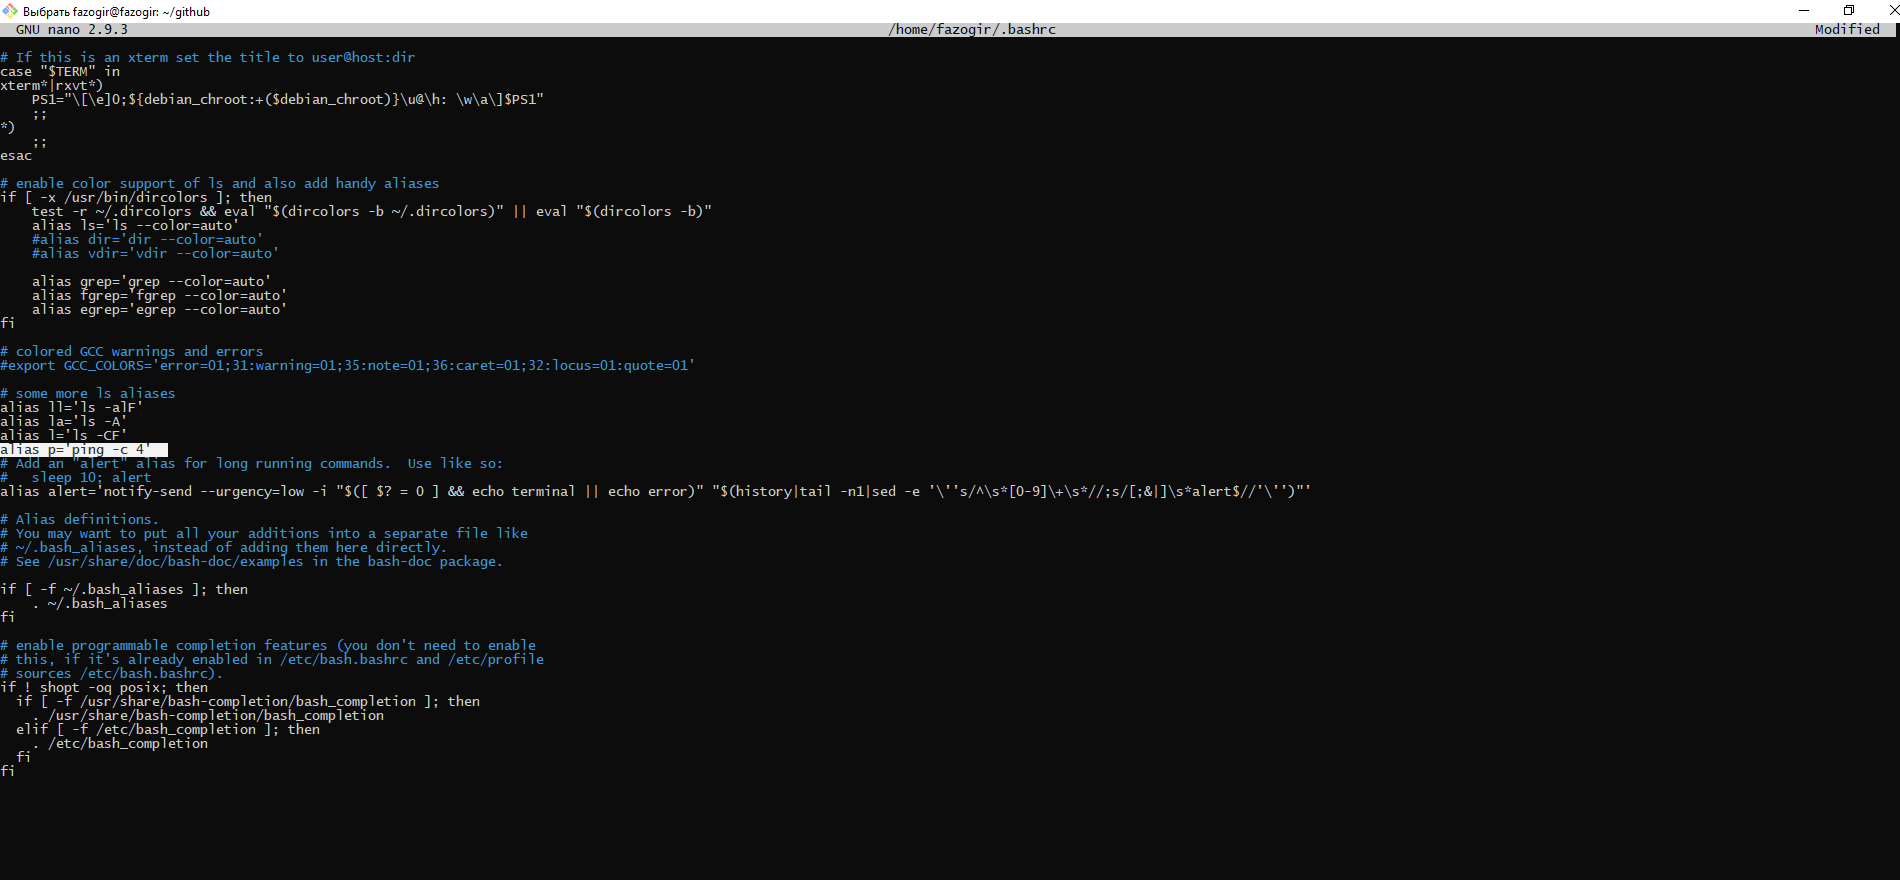 Выбрать fazogir@fazogir: ~/github
GNU nano 2.9.3 /home/fazogir/.bashrc Modified
# If this is an xterm set the title to user@host:dir
case "$TERM" in
xterm*|rxvt*)
    PS1="\[\e]0;${debian_chroot:+($debian_chroot)}\u@\h: \w\a\]$PS1"
    ;;
*)
    ;;
esac
# enable color support of ls and also add handy aliases
if [ -x /usr/bin/dircolors ]; then
    test -r ~/.dircolors && eval "$(dircolors -b ~/.dircolors)" || eval "$(dircolors -b)"
    alias ls='ls --color=auto'
    #alias dir='dir --color=auto'
    #alias vdir='vdir --color=auto'
    alias grep='grep --color=auto'
    alias fgrep='fgrep --color=auto'
    alias egrep='egrep --color=auto'
fi
# colored GCC warnings and errors
#export GCC_COLORS='error=01;31:warning=01;35:note=01;36:caret=01;32:locus=01:quote=01'
# some more ls aliases
alias ll='ls -alF'
alias la='ls -A'
alias l='ls -CF'
alias p='ping -c 4'
# Add an "alert" alias for long running commands.  Use like so:
#   sleep 10; alert
alias alert='notify-send --urgency=low -i "$([ $? = 0 ] && echo terminal || echo error)" "$(history|tail -n1|sed -e '\''s/^\s*[0-9]\+\s*//;s/[;&|]\s*alert$//'\'')"'
# Alias definitions.
# You may want to put all your additions into a separate file like
# ~/.bash_aliases, instead of adding them here directly.
# See /usr/share/doc/bash-doc/examples in the bash-doc package.
if [ -f ~/.bash_aliases ]; then
    . ~/.bash_aliases
fi
# enable programmable completion features (you don't need to enable
# this, if it's already enabled in /etc/bash.bashrc and /etc/profile
# sources /etc/bash.bashrc).
if ! shopt -oq posix; then
  if [ -f /usr/share/bash-completion/bash_completion ]; then
    . /usr/share/bash-completion/bash_completion
  elif [ -f /etc/bash_completion ]; then
    . /etc/bash_completion
  fi
fi